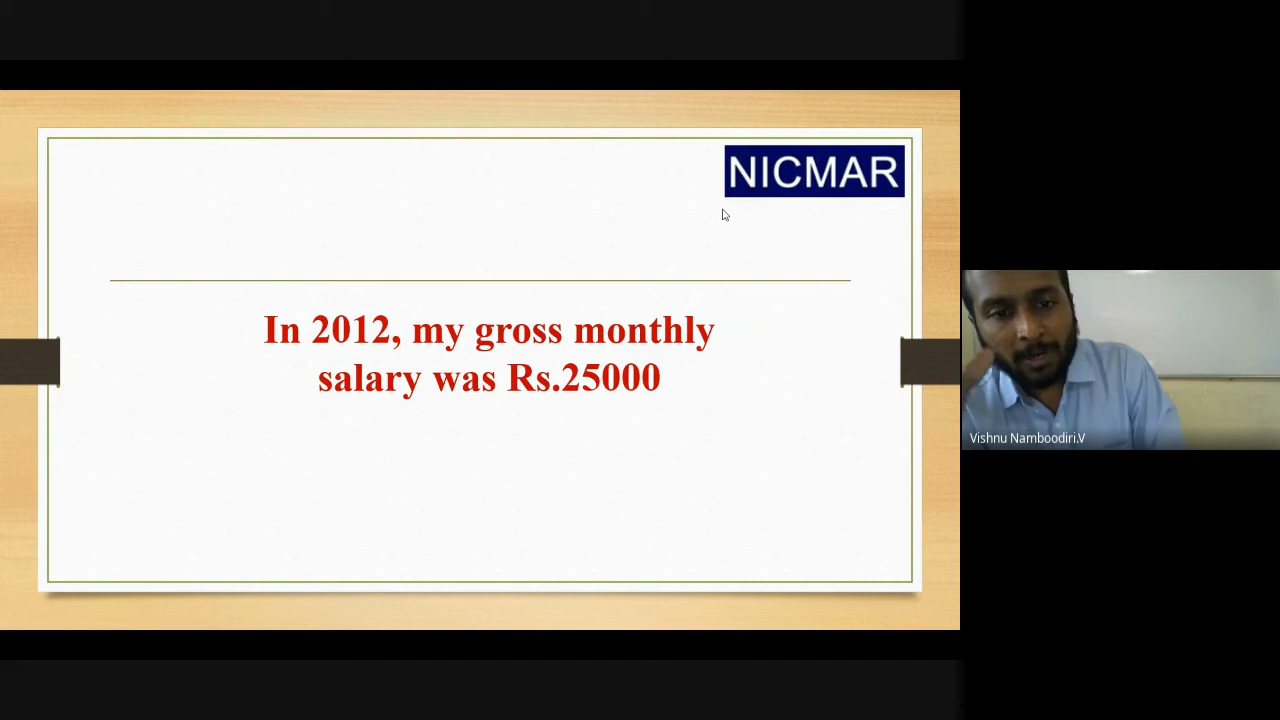 NICMAR
In 2012, my gross monthly
salary was Rs.25000
Vishnu Namboodiri.V